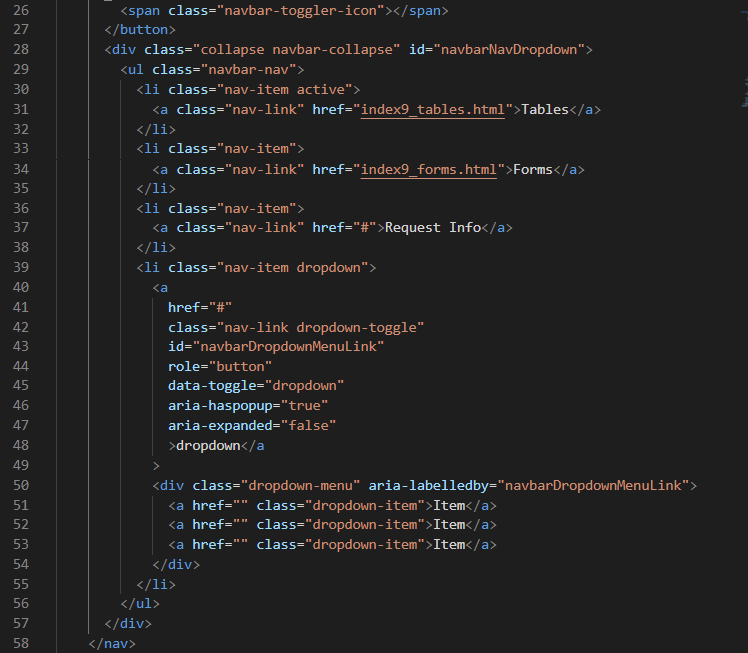 26 <span class="navbar-toggler-icon"></span>
27 </button>
28 <div class="collapse navbar-collapse" id="navbarNavDropdown">
29 <ul class="navbar-nav">
30 <li class="nav-item active">
31 <a class="nav-link" href="index9_tables.html">Tables</a>
32 </li>
33 <li class="nav-item">
34 <a class="nav-link" href="index9_forms.html">Forms</a>
35 </li>
36 <li class="nav-item">
37 <a class="nav-link" href="#">Request Info</a>
38 </li>
39 <li class="nav-item dropdown">
40 <a
41 href="#"
42 class="nav-link dropdown-toggle"
43 id="navbarDropdownMenuLink"
44 role="button"
45 data-toggle="dropdown"
46 aria-haspopup="true"
47 aria-expanded="false"
48 >dropdown</a
49 >
50 <div class="dropdown-menu" aria-labelledby="navbarDropdownMenuLink">
51 <a href="" class="dropdown-item">Item</a>
52 <a href="" class="dropdown-item">Item</a>
53 <a href="" class="dropdown-item">Item</a>
54 </div>
55 </li>
56 </ul>
57 </div>
58 </nav>